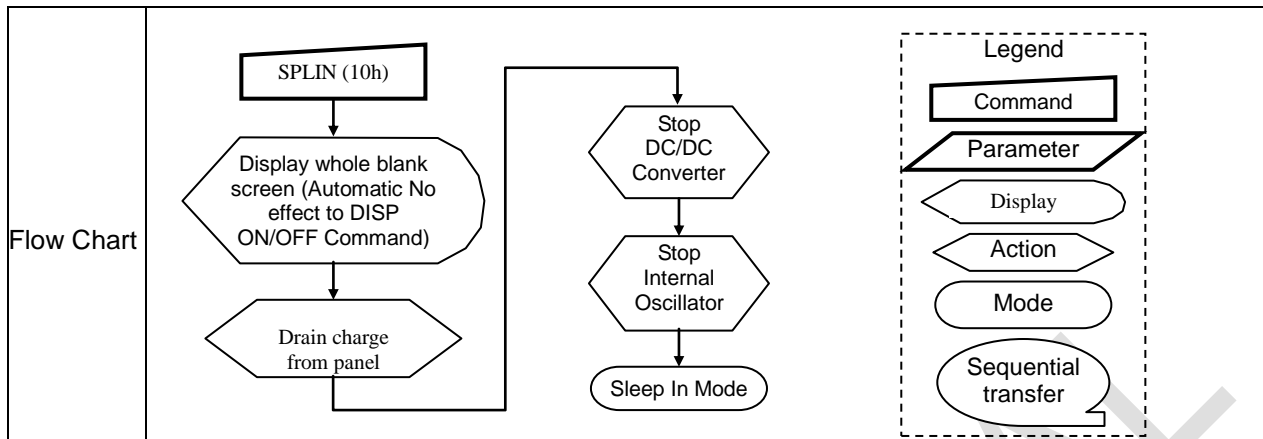 Flow Chart
SPLIN (10h)
Display whole blank
screen (Automatic No
effect to DISP
ON/OFF Command)
Drain charge
from panel
Stop
DC/DC
Converter
Stop
Internal
Oscillator
Sleep In Mode
Legend
Command
Parameter
Display
Action
Mode
Sequential
transfer